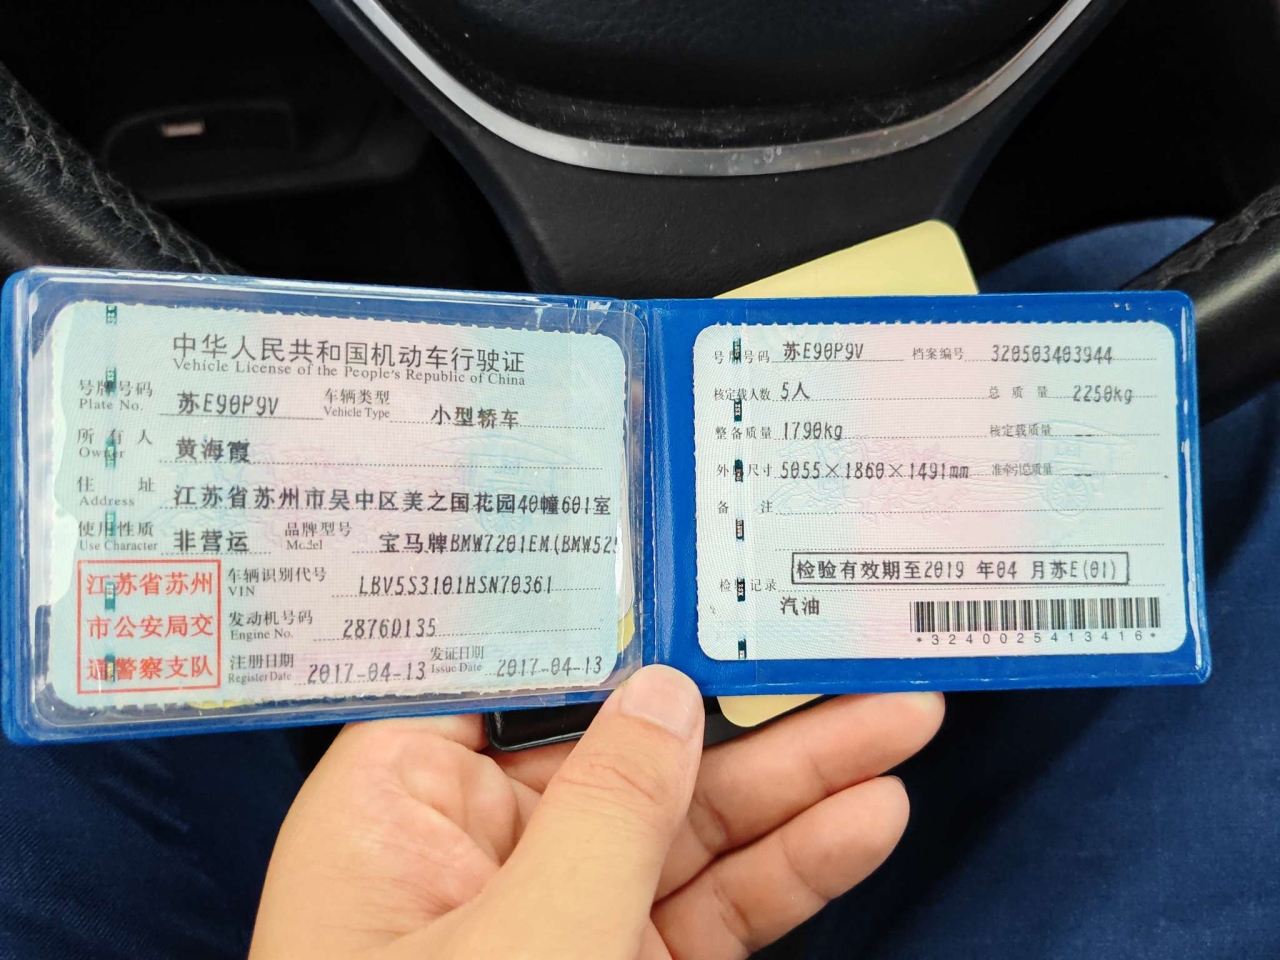 中华人民共和国机动车行驶证
Vehicle License of the People's Republic of China
号牌号码 苏E90P9V 车辆类型 小型轿车
Plate No. Vehicle Type
所有人 黄海霞
Owner
住址 江苏省苏州市吴中区美之国花园40幢601室
Address
使用性质 非营运 品牌型号 宝马牌BMW7201EM(BMW525
Use Character Model
江苏省苏州
市公安局交
通警察支队
车辆识别代号 LBV5S3101HSN70361
VIN
发动机号码 2876D135
Engine No.
注册日期 2017-04-13 发证日期 2017-04-13
Register Date Issue Date
号牌号码 苏E90P9V 档案编号 320503403944
核定载人数 5人 总质量 2250kg
整备质量 1790kg 核定载质量 --
外廓尺寸 5055×1860×1491mm 准牵引总质量 --
备注
检验记录 检验有效期至2019 年04 月苏E(01)
汽油
*3240025413416*